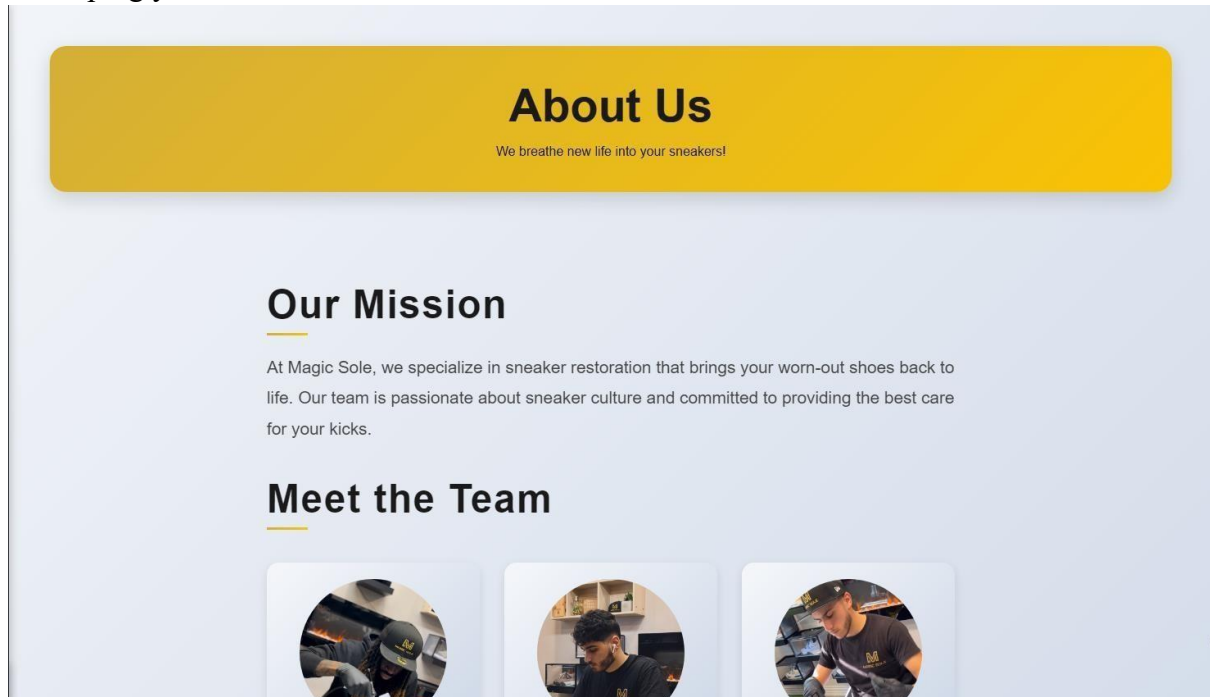 About Us
We breathe new life into your sneakers!
Our Mission
At Magic Sole, we specialize in sneaker restoration that brings your worn-out shoes back to
life. Our team is passionate about sneaker culture and committed to providing the best care
for your kicks.
Meet the Team